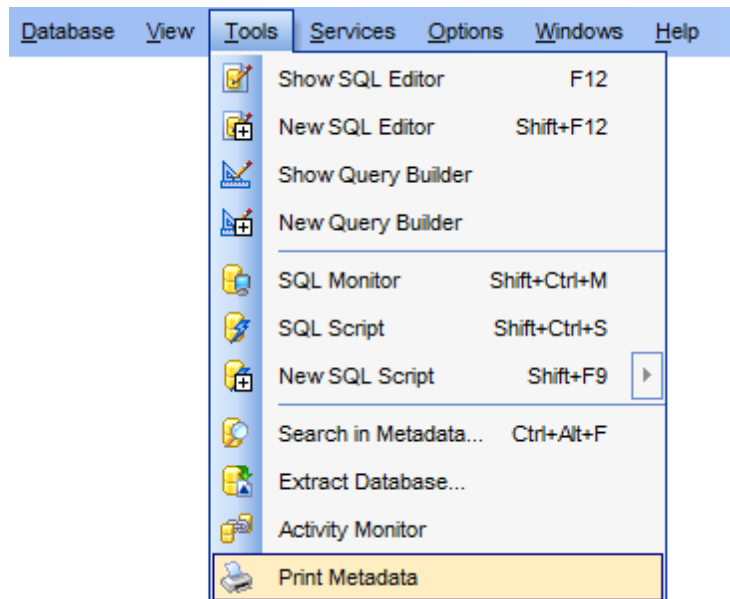 Database View Tools Services Options Windows Help
Show SQL Editor F12
New SQL Editor Shift+F12
Show Query Builder
New Query Builder
SQL Monitor Shift+Ctrl+M
SQL Script Shift+Ctrl+S
New SQL Script Shift+F9
Search in Metadata... Ctrl+Alt+F
Extract Database...
Activity Monitor
Print Metadata